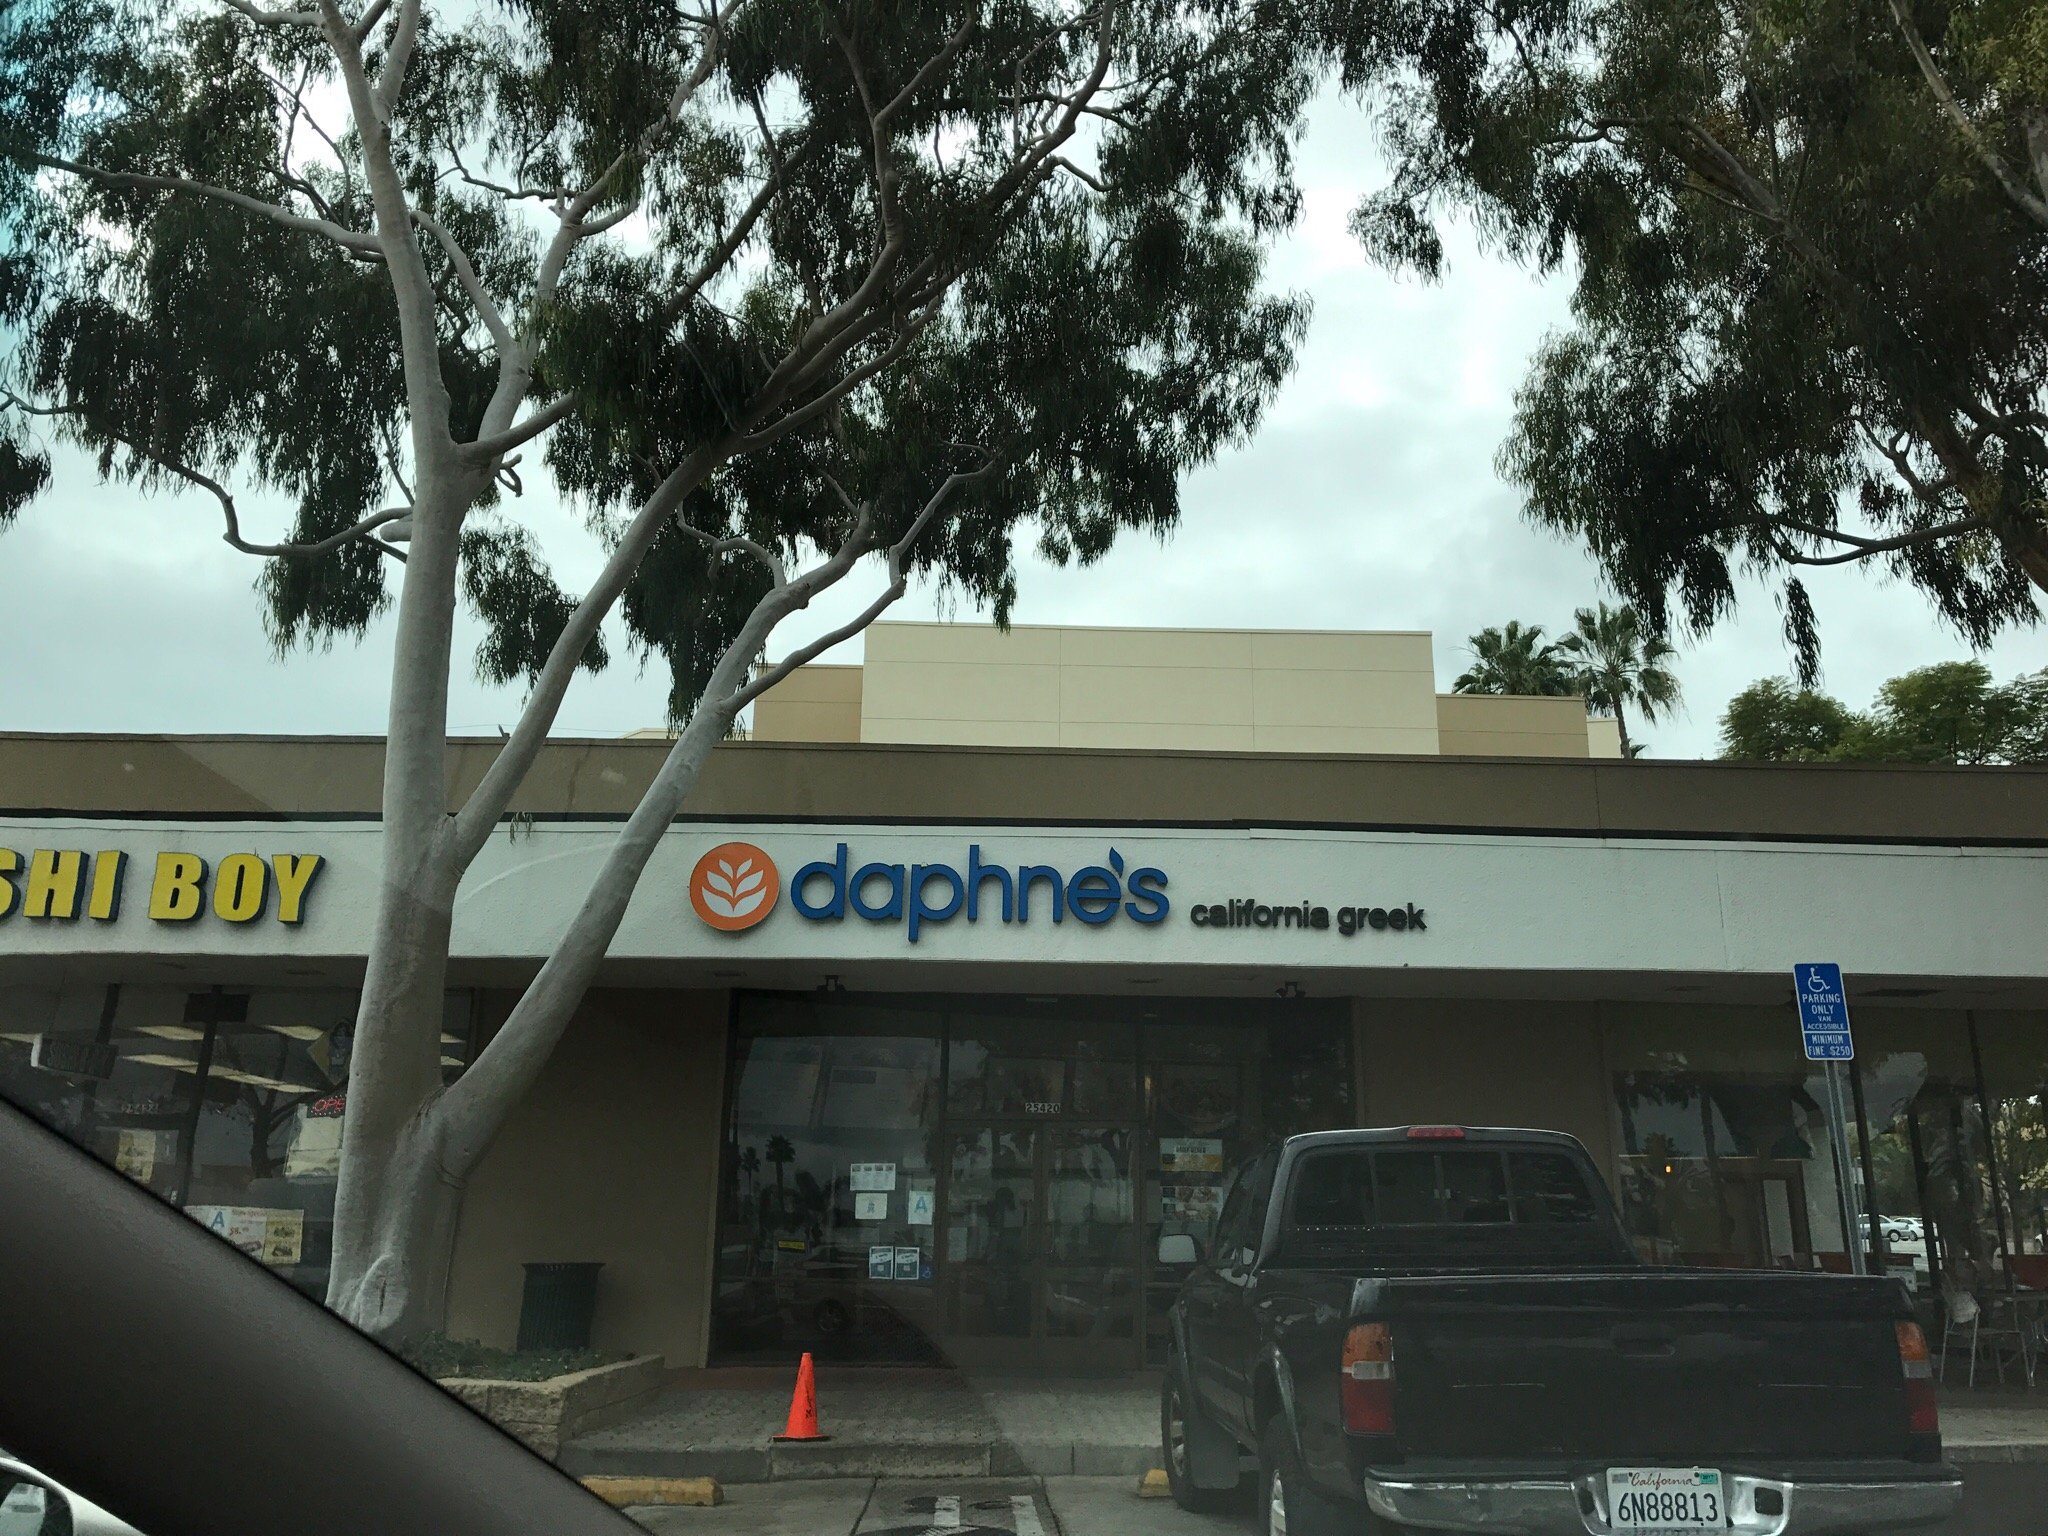 SHI BOY
daphne's california greek
PARKING
ONLY
VAN
ACCESSIBLE
MINIMUM
FINE $250
25420
A
A
California
6N88813